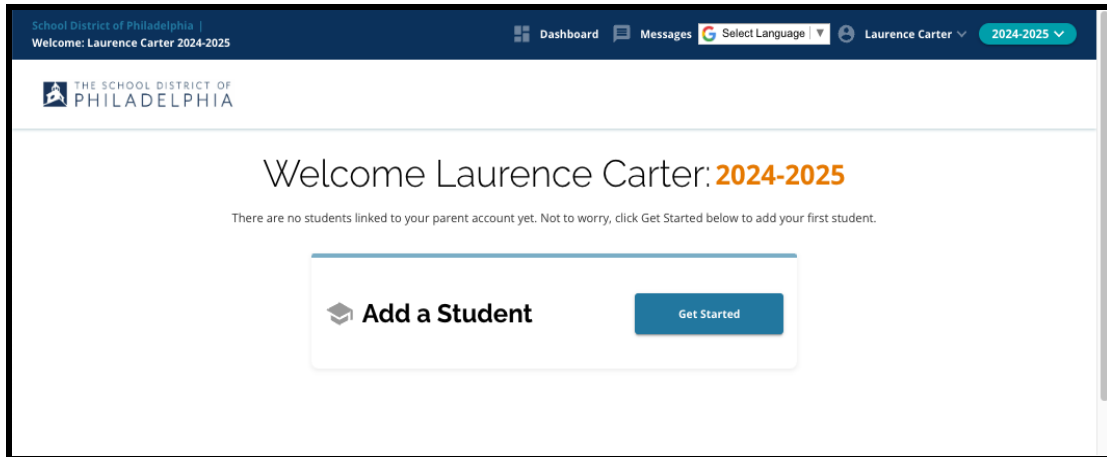 School District of Philadelphia |
Welcome: Laurence Carter 2024-2025
Dashboard
Messages
Select Language
Laurence Carter
2024-2025
THE SCHOOL DISTRICT OF
PHILADELPHIA
Welcome Laurence Carter: 2024-2025
There are no students linked to your parent account yet. Not to worry, click Get Started below to add your first student.
Add a Student
Get Started